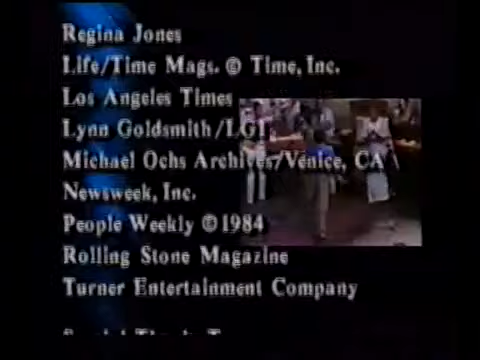 Regina Jones
Life/Time Mags. © Time, Inc.
Los Angeles Times
Lynn Goldsmith/LGI
Michael Ochs Archives/Venice, CA
Newsweek, Inc.
People Weekly ©1984
Rolling Stone Magazine
Turner Entertainment Company